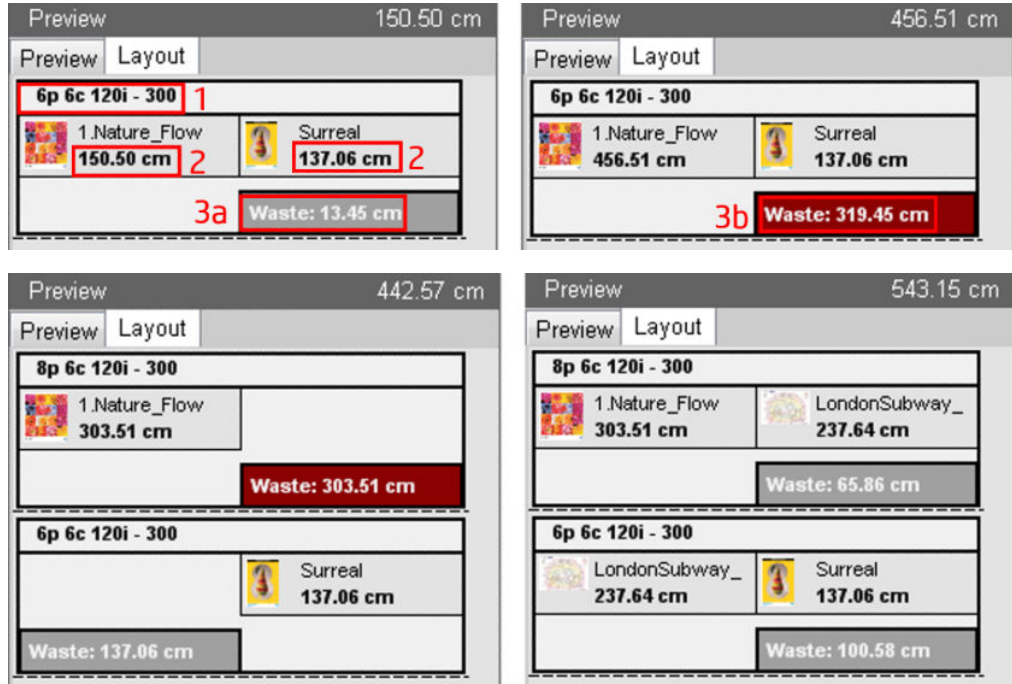 Preview 150.50 cm
Preview Layout
6p 6c 120i - 300 1
1.Nature_Flow Surreal
150.50 cm 2 137.06 cm 2
3a Waste: 13.45 cm
Preview 456.51 cm
Preview Layout
6p 6c 120i - 300
1.Nature_Flow Surreal
456.51 cm 137.06 cm
3b Waste: 319.45 cm
Preview 442.57 cm
Preview Layout
8p 6c 120i - 300
1.Nature_Flow
303.51 cm
Waste: 303.51 cm
6p 6c 120i - 300
Surreal
137.06 cm
Waste: 137.06 cm
Preview 543.15 cm
Preview Layout
8p 6c 120i - 300
1.Nature_Flow LondonSubway_
303.51 cm 237.64 cm
Waste: 65.86 cm
6p 6c 120i - 300
LondonSubway_ Surreal
237.64 cm 137.06 cm
Waste: 100.58 cm